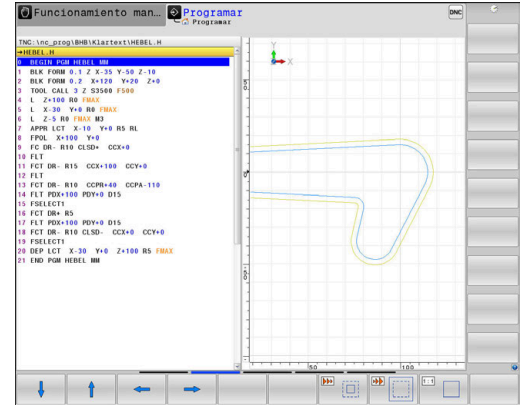 Funcionamiento man...
Programar
Programar
DNC
TNC:\nc_prog\BHB\Klartext\HEBEL.H
→HEBEL.H
0 BEGIN PGM HEBEL MM
1 BLK FORM 0.1 Z X-35 Y-50 Z-10
2 BLK FORM 0.2 X+120 Y+20 Z+0
3 TOOL CALL 3 Z S3500 F500
4 L Z+100 R0 FMAX
5 L X-30 Y+0 R0 FMAX
6 L Z-5 R0 FMAX M3
7 APPR LCT X-10 Y+0 R5 RL
8 FPOL X+100 Y+0
9 FC DR- R10 CLSD+ CCX+0
10 FLT
11 FCT DR- R15 CCX+100 CCY+0
12 FLT
13 FCT DR- R10 CCPR+40 CCPA-110
14 FLT PDX+100 PDY+0 D15
15 FSELECT1
16 FCT DR+ R5
17 FLT PDX+100 PDY+0 D15
18 FCT DR- R10 CLSD- CCX+0 CCY+0
19 FSELECT1
20 DEP LCT X-30 Y+0 Z+100 R5 FMAX
21 END PGM HEBEL MM
Y
X
50
100
1:1